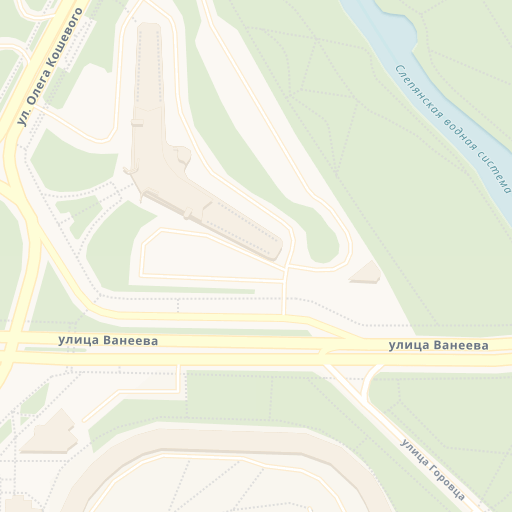 ул. Олега Кошевого
Слепянская водная система
улица Ванеева
улица Ванеева
улица Горовца